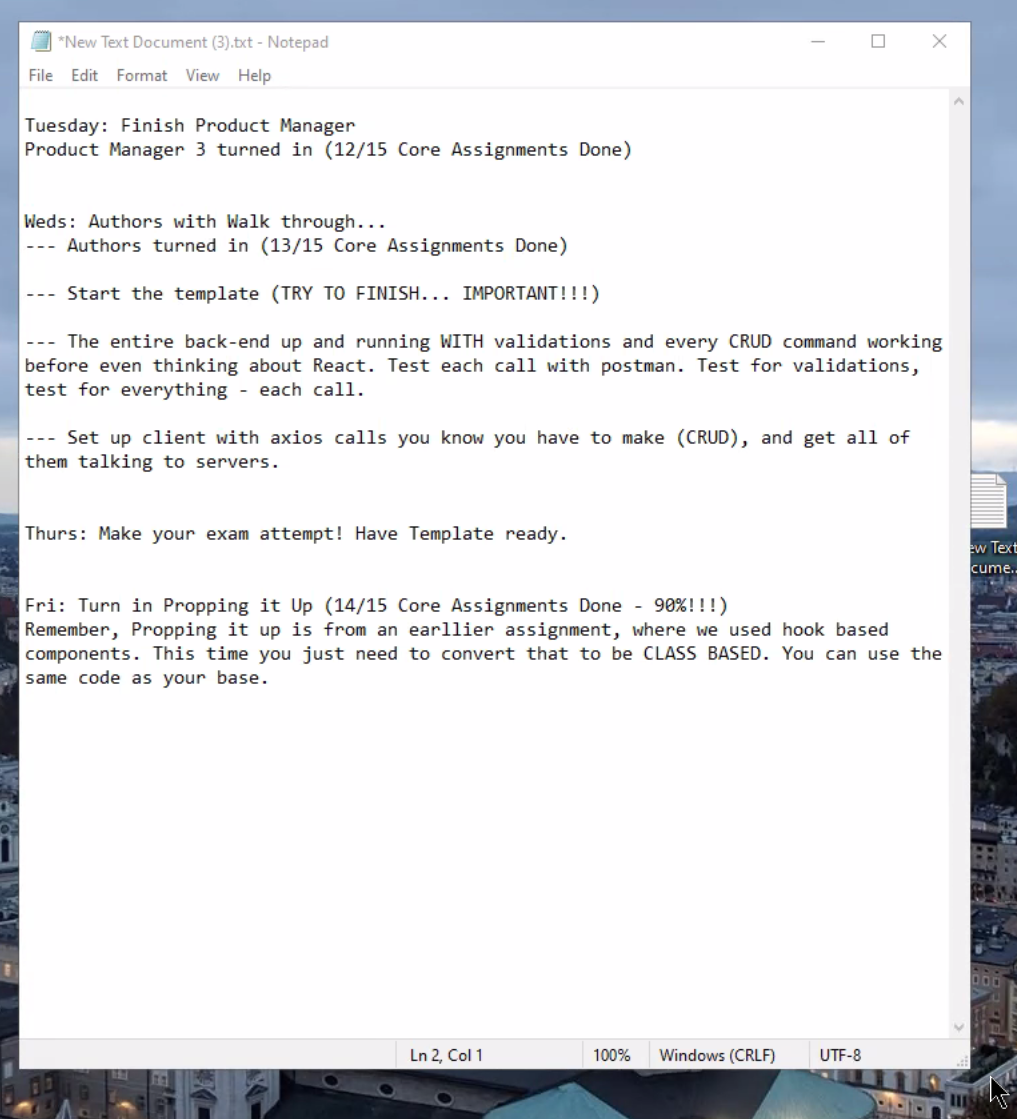 *New Text Document (3).txt - Notepad
File Edit Format View Help
Tuesday: Finish Product Manager
Product Manager 3 turned in (12/15 Core Assignments Done)
Weds: Authors with Walk through...
--- Authors turned in (13/15 Core Assignments Done)
--- Start the template (TRY TO FINISH... IMPORTANT!!!)
--- The entire back-end up and running WITH validations and every CRUD command working
before even thinking about React. Test each call with postman. Test for validations,
test for everything - each call.
--- Set up client with axios calls you know you have to make (CRUD), and get all of
them talking to servers.
Thurs: Make your exam attempt! Have Template ready.
Fri: Turn in Propping it Up (14/15 Core Assignments Done - 90%!!!)
Remember, Propping it up is from an earllier assignment, where we used hook based
components. This time you just need to convert that to be CLASS BASED. You can use the
same code as your base.
ew Text
cume...
Ln 2, Col 1 100% Windows (CRLF) UTF-8